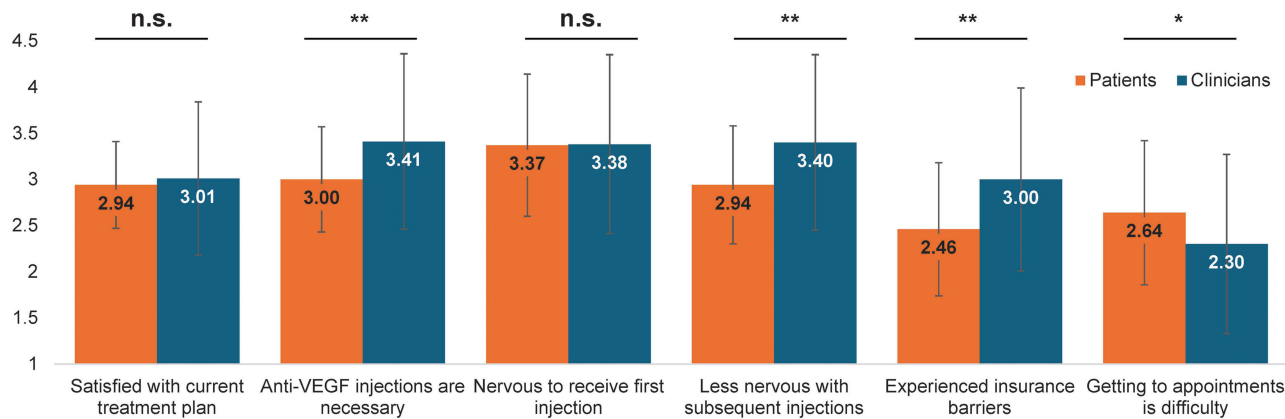 n.s.
**
n.s.
**
**
*
4.5
4
3.5
3
2.5
2
1.5
1
Patients
Clinicians
2.94
3.01
3.00
3.41
3.37
3.38
2.94
3.40
2.46
3.00
2.64
2.30
Satisfied with current
treatment plan
Anti-VEGF injections are
necessary
Nervous to receive first
injection
Less nervous with
subsequent injections
Experienced insurance
barriers
Getting to appointments
is difficulty